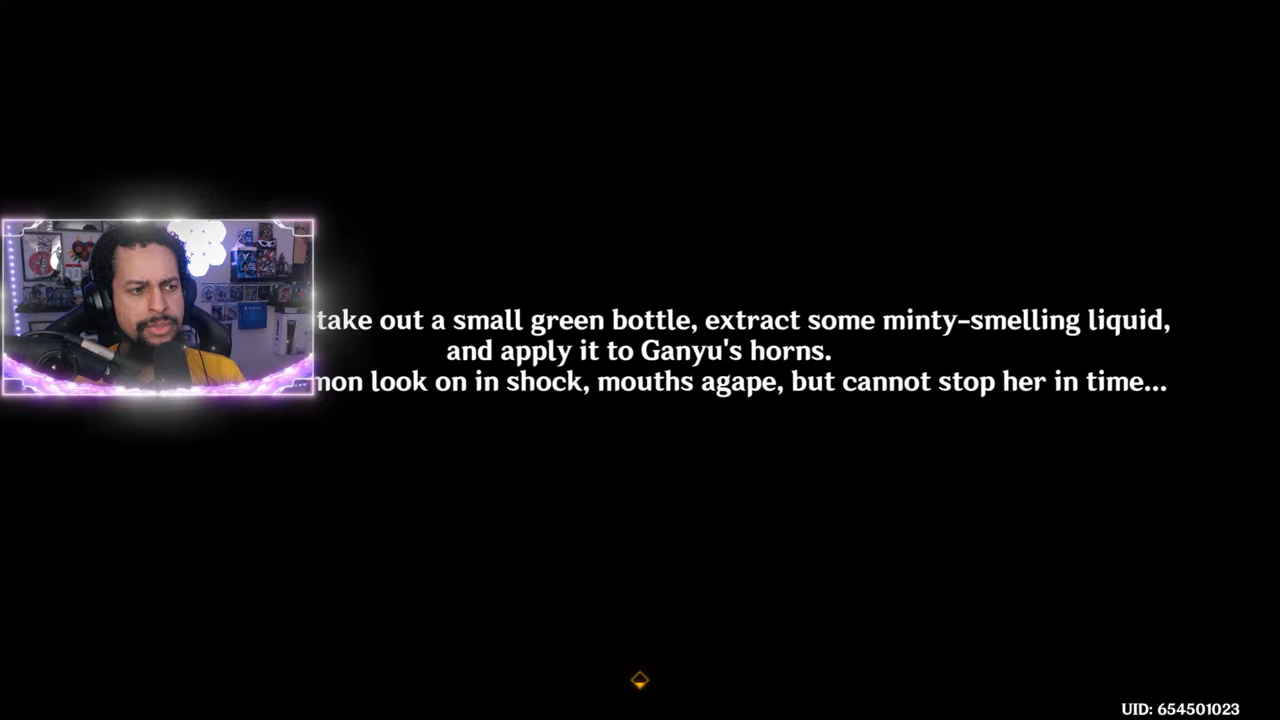 take out a small green bottle, extract some minty-smelling liquid,
and apply it to Ganyu's horns.
mon look on in shock, mouths agape, but cannot stop her in time...
UID: 654501023